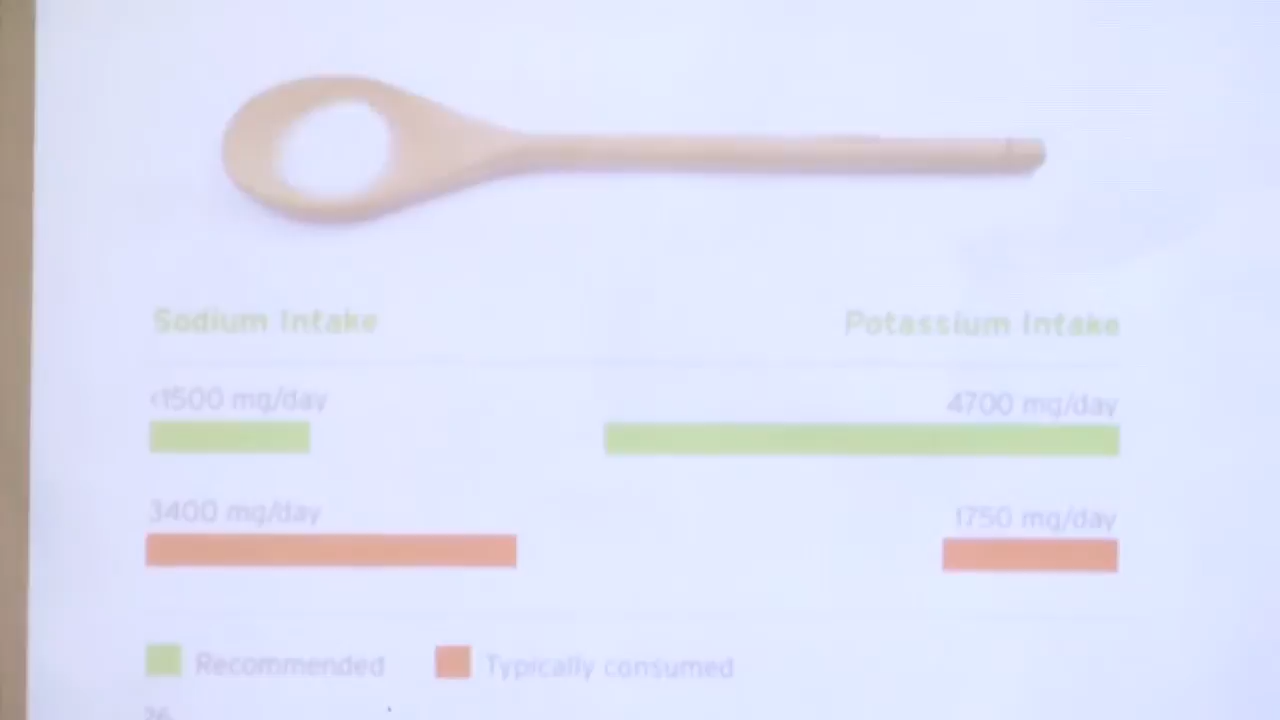 Sodium Intake
Potassium Intake
<1500 mg/day
4700 mg/day
3400 mg/day
1750 mg/day
Recommended
Typically consumed
26